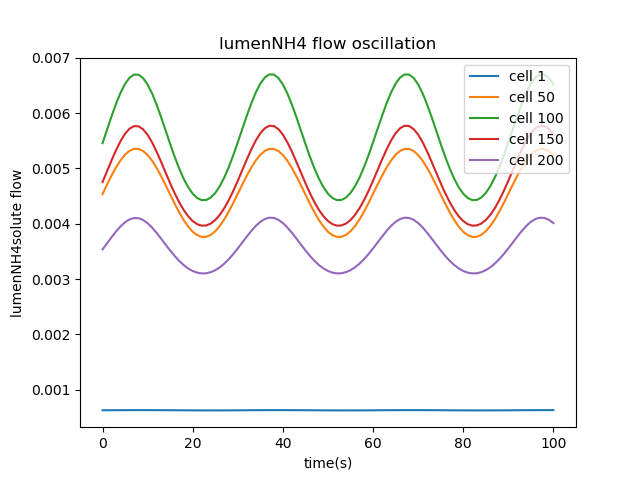 lumenNH4 flow oscillation
0.007
0.006
0.005
0.004
0.003
0.002
0.001
lumenNH4solute flow
cell 1
cell 50
cell 100
cell 150
cell 200
0 20 40 60 80 100
time(s)